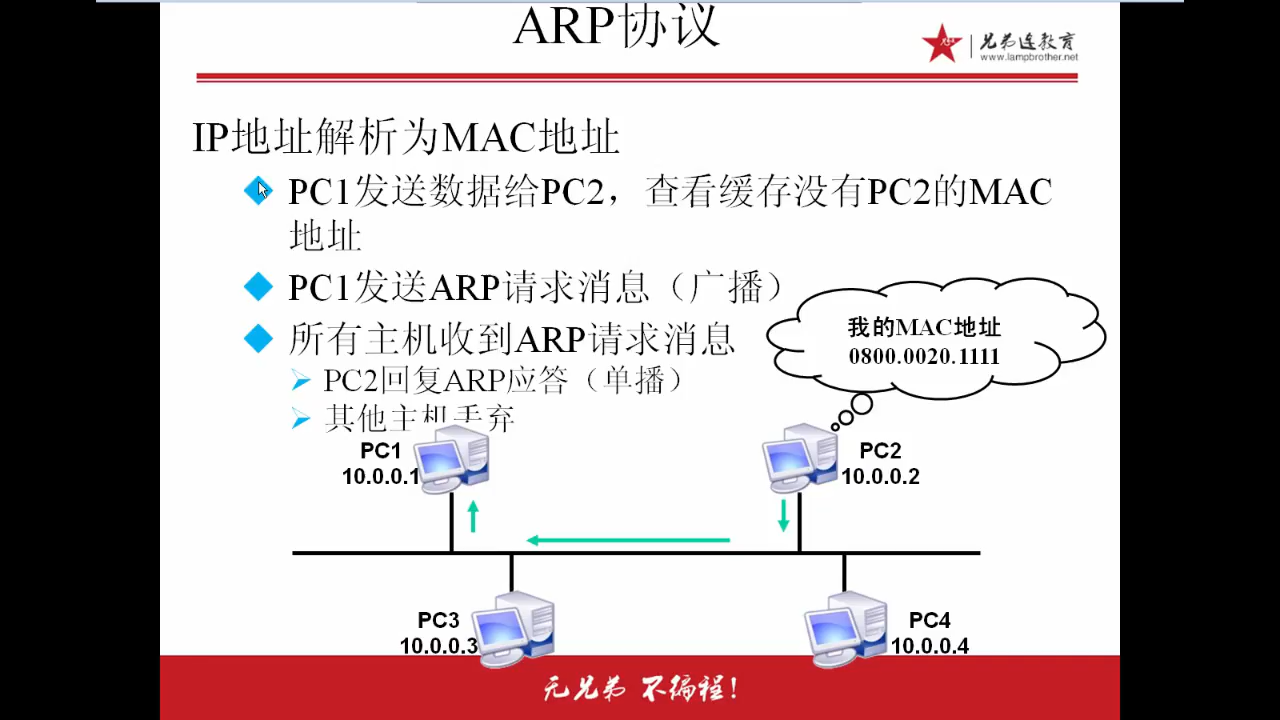 ARP协议
兄弟连教育
www.lampbrother.net
IP地址解析为MAC地址
PC1发送数据给PC2，查看缓存没有PC2的MAC
地址
PC1发送ARP请求消息（广播）
所有主机收到ARP请求消息
PC2回复ARP应答（单播）
其他主机丢弃
我的MAC地址
0800.0020.1111
PC1
10.0.0.1
PC2
10.0.0.2
PC3
10.0.0.3
PC4
10.0.0.4
无兄弟 不编程！